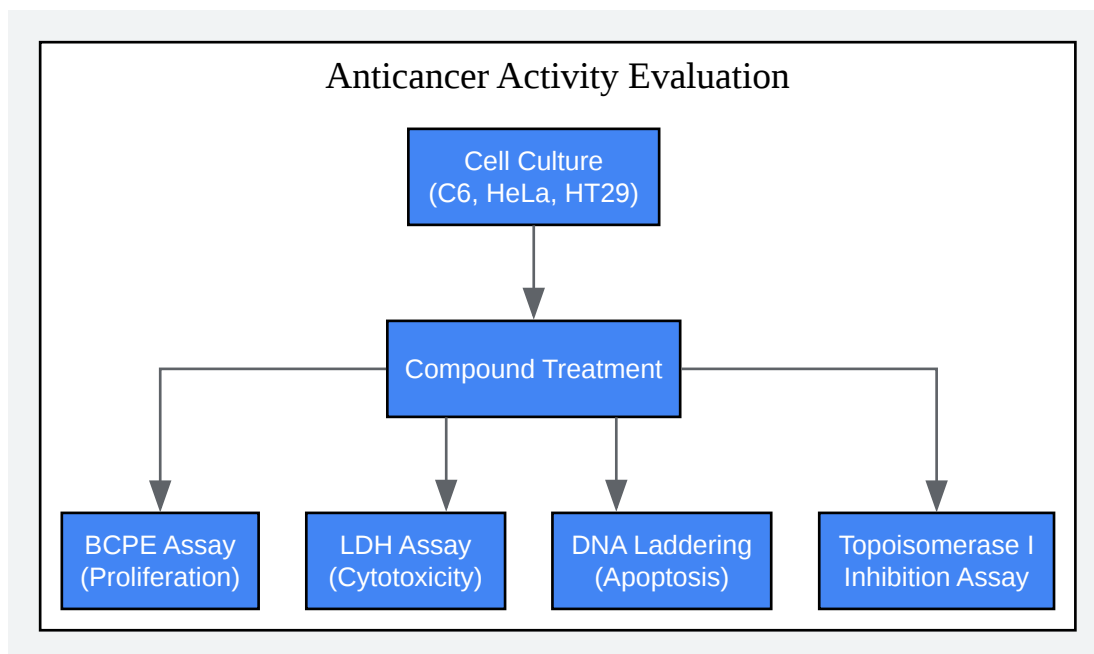 Anticancer Activity Evaluation
Cell Culture
(C6, HeLa, HT29)
Compound Treatment
BCPE Assay
(Proliferation)
LDH Assay
(Cytotoxicity)
DNA Laddering
(Apoptosis)
Topoisomerase I
Inhibition Assay